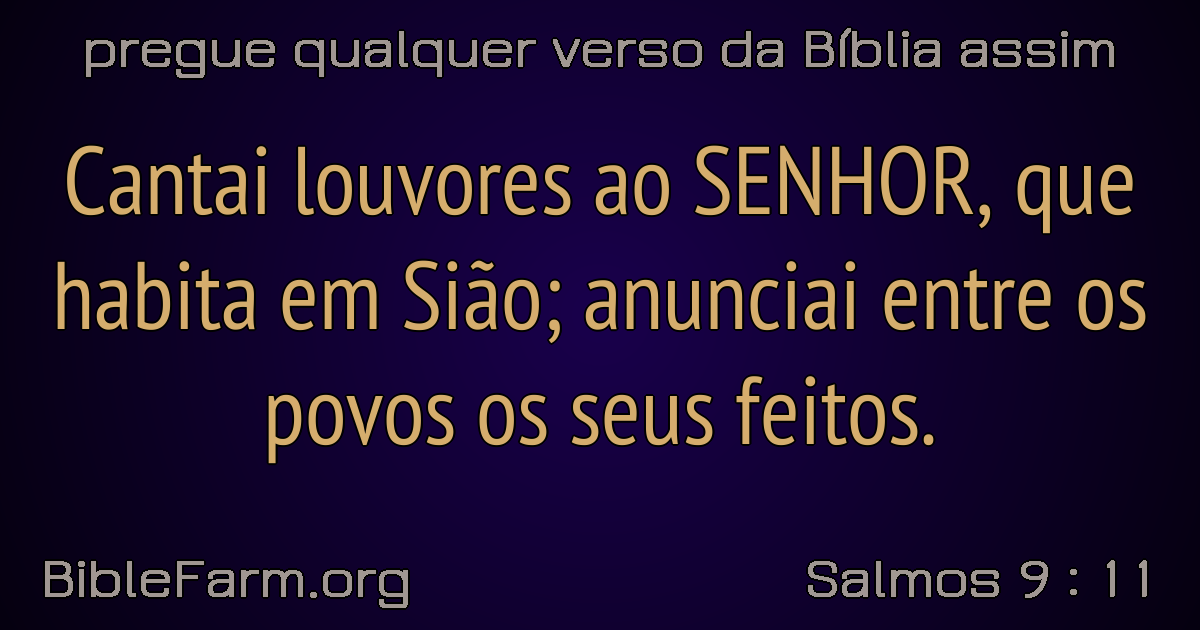 pregue qualquer verso da Bíblia assim
Cantai louvores ao SENHOR, que
habita em Sião; anunciai entre os
povos os seus feitos.
BibleFarm.org
Salmos 9 : 11